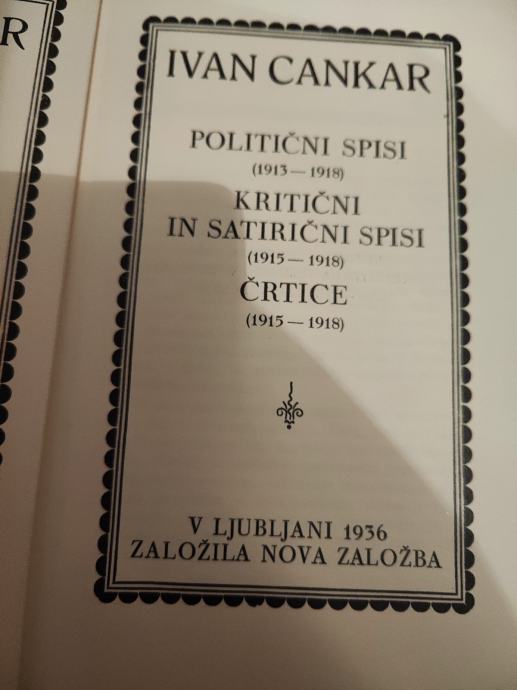 R
IVAN CANKAR
POLITIČNI SPISI
(1913 — 1918)
KRITIČNI
IN SATIRIČNI SPISI
(1915 — 1918)
ČRTICE
(1915 — 1918)
V LJUBLJANI 1936
ZALOŽILA NOVA ZALOŽBA